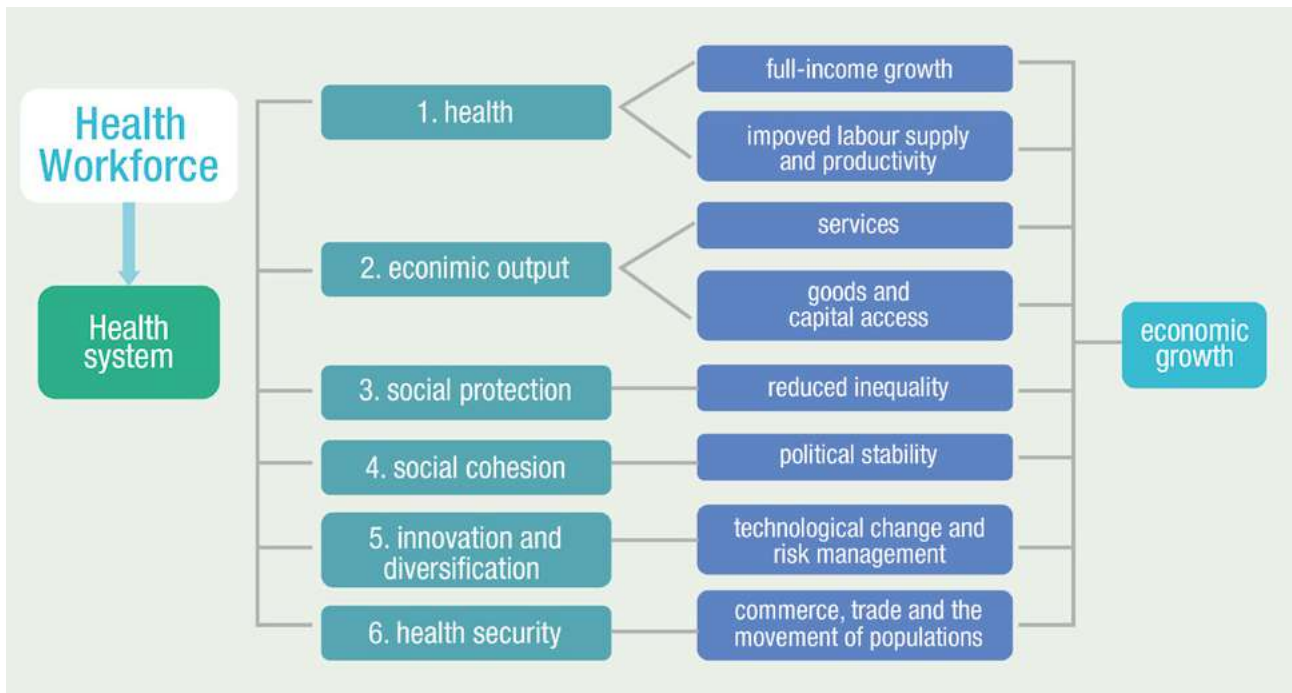 Health
Workforce
Health
system
1. health
full-income growth
impoved labour supply
and productivity
2. econimic output
services
goods and
capital access
3. social protection
reduced inequality
4. social cohesion
political stability
5. innovation and
diversification
technological change and
risk management
6. health security
commerce, trade and the
movement of populations
economic
growth